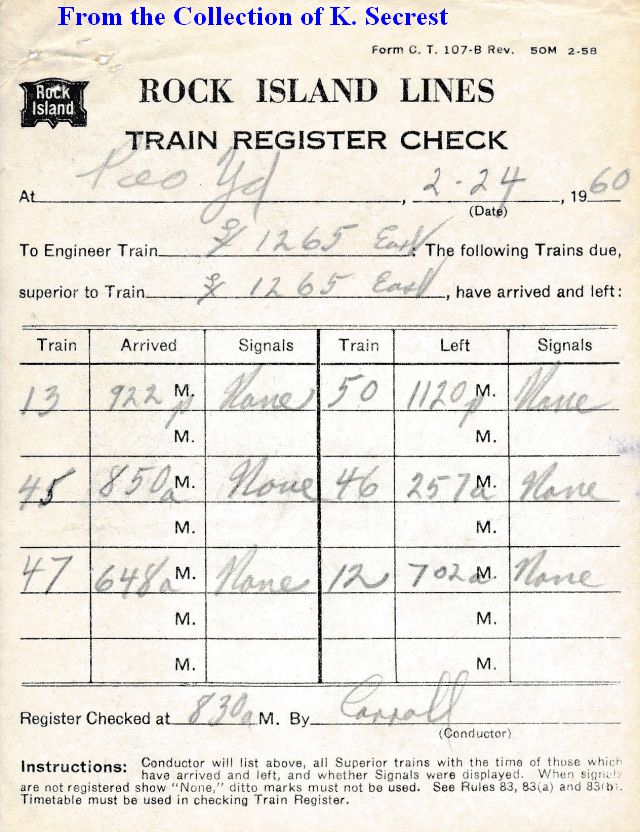 From the Collection of K. Secrest
Form C. T. 107-B Rev. 50M 2-58
Rock Island
ROCK ISLAND LINES
TRAIN REGISTER CHECK
At Peo Yd, 2-24, 1960
(Date)
To Engineer Train 1265 East: The following Trains due,
superior to Train 1265 East, have arrived and left:
Train Arrived Signals Train Left Signals
13 922 p M. None 50 1120 p M. None
M. M.
45 850a M. None 46 257a M. None
M. M.
47 648a M. None 12 702a M. None
M. M.
M. M.
Register Checked at 830a M. By Carroll
(Conductor)
Instructions: Conductor will list above, all Superior trains with the time of those which
have arrived and left, and whether Signals were displayed. When signals
are not registered show "None," ditto marks must not be used. See Rules 83, 83(a) and 83(b).
Timetable must be used in checking Train Register.